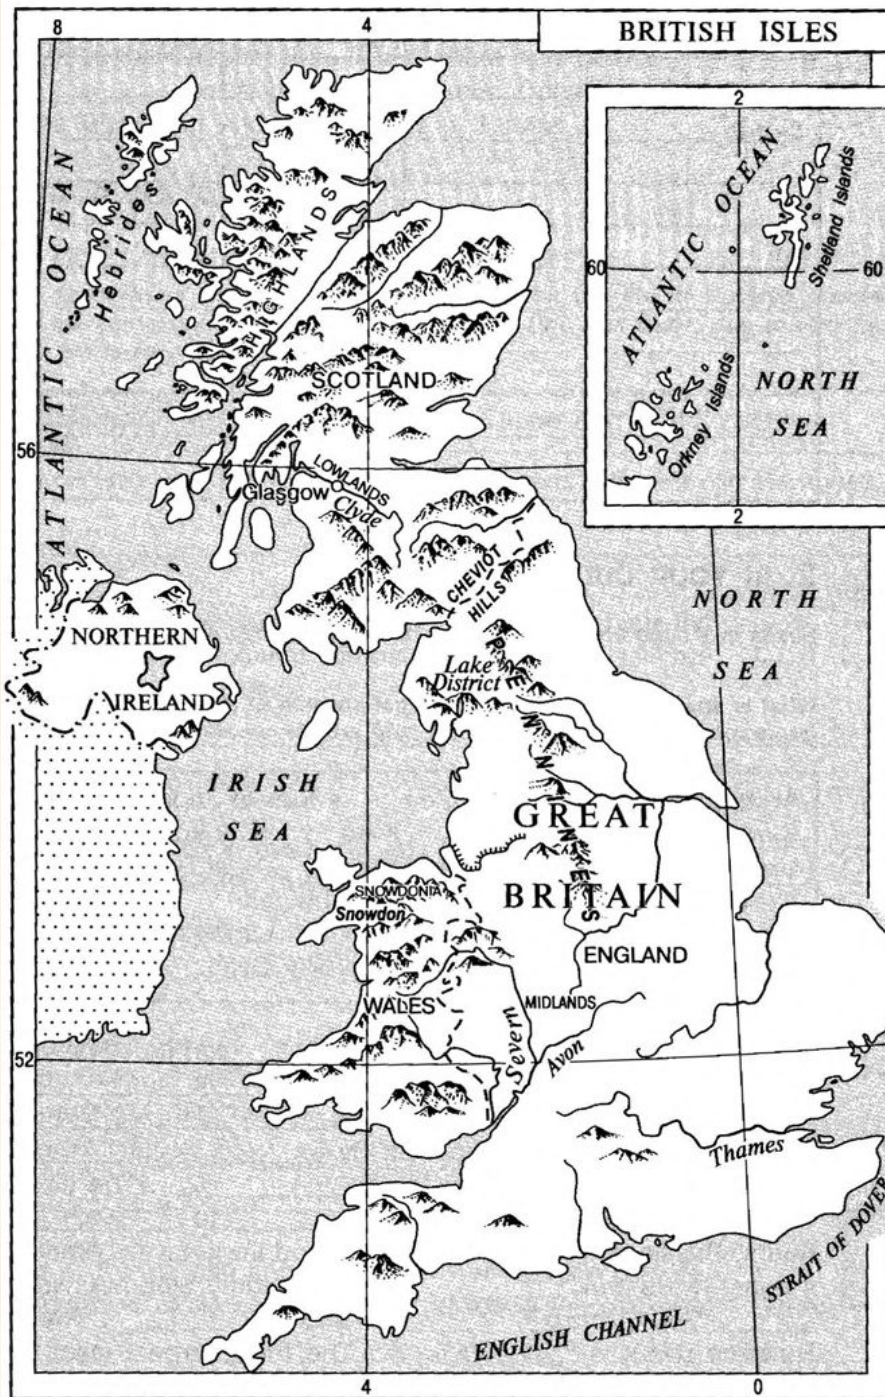 BRITISH ISLES
8
4
2
ATLANTIC OCEAN
Shetland Islands
60
60
ATLANTIC OCEAN
Hebrides
HIGHLANDS
NORTH
SEA
Orkney Islands
SCOTLAND
56
2
LOWLANDS
Glasgow
Clyde
CHEVIOT
HILLS
NORTH
SEA
NORTHERN
IRELAND
Lake
District
PENNINES
IRISH
SEA
GREAT
BRITAIN
SNOWDONIA
Snowdon
ENGLAND
WALES
MIDLANDS
Severn
Avon
52
Thames
STRAIT OF DOVER
ENGLISH CHANNEL
4
0